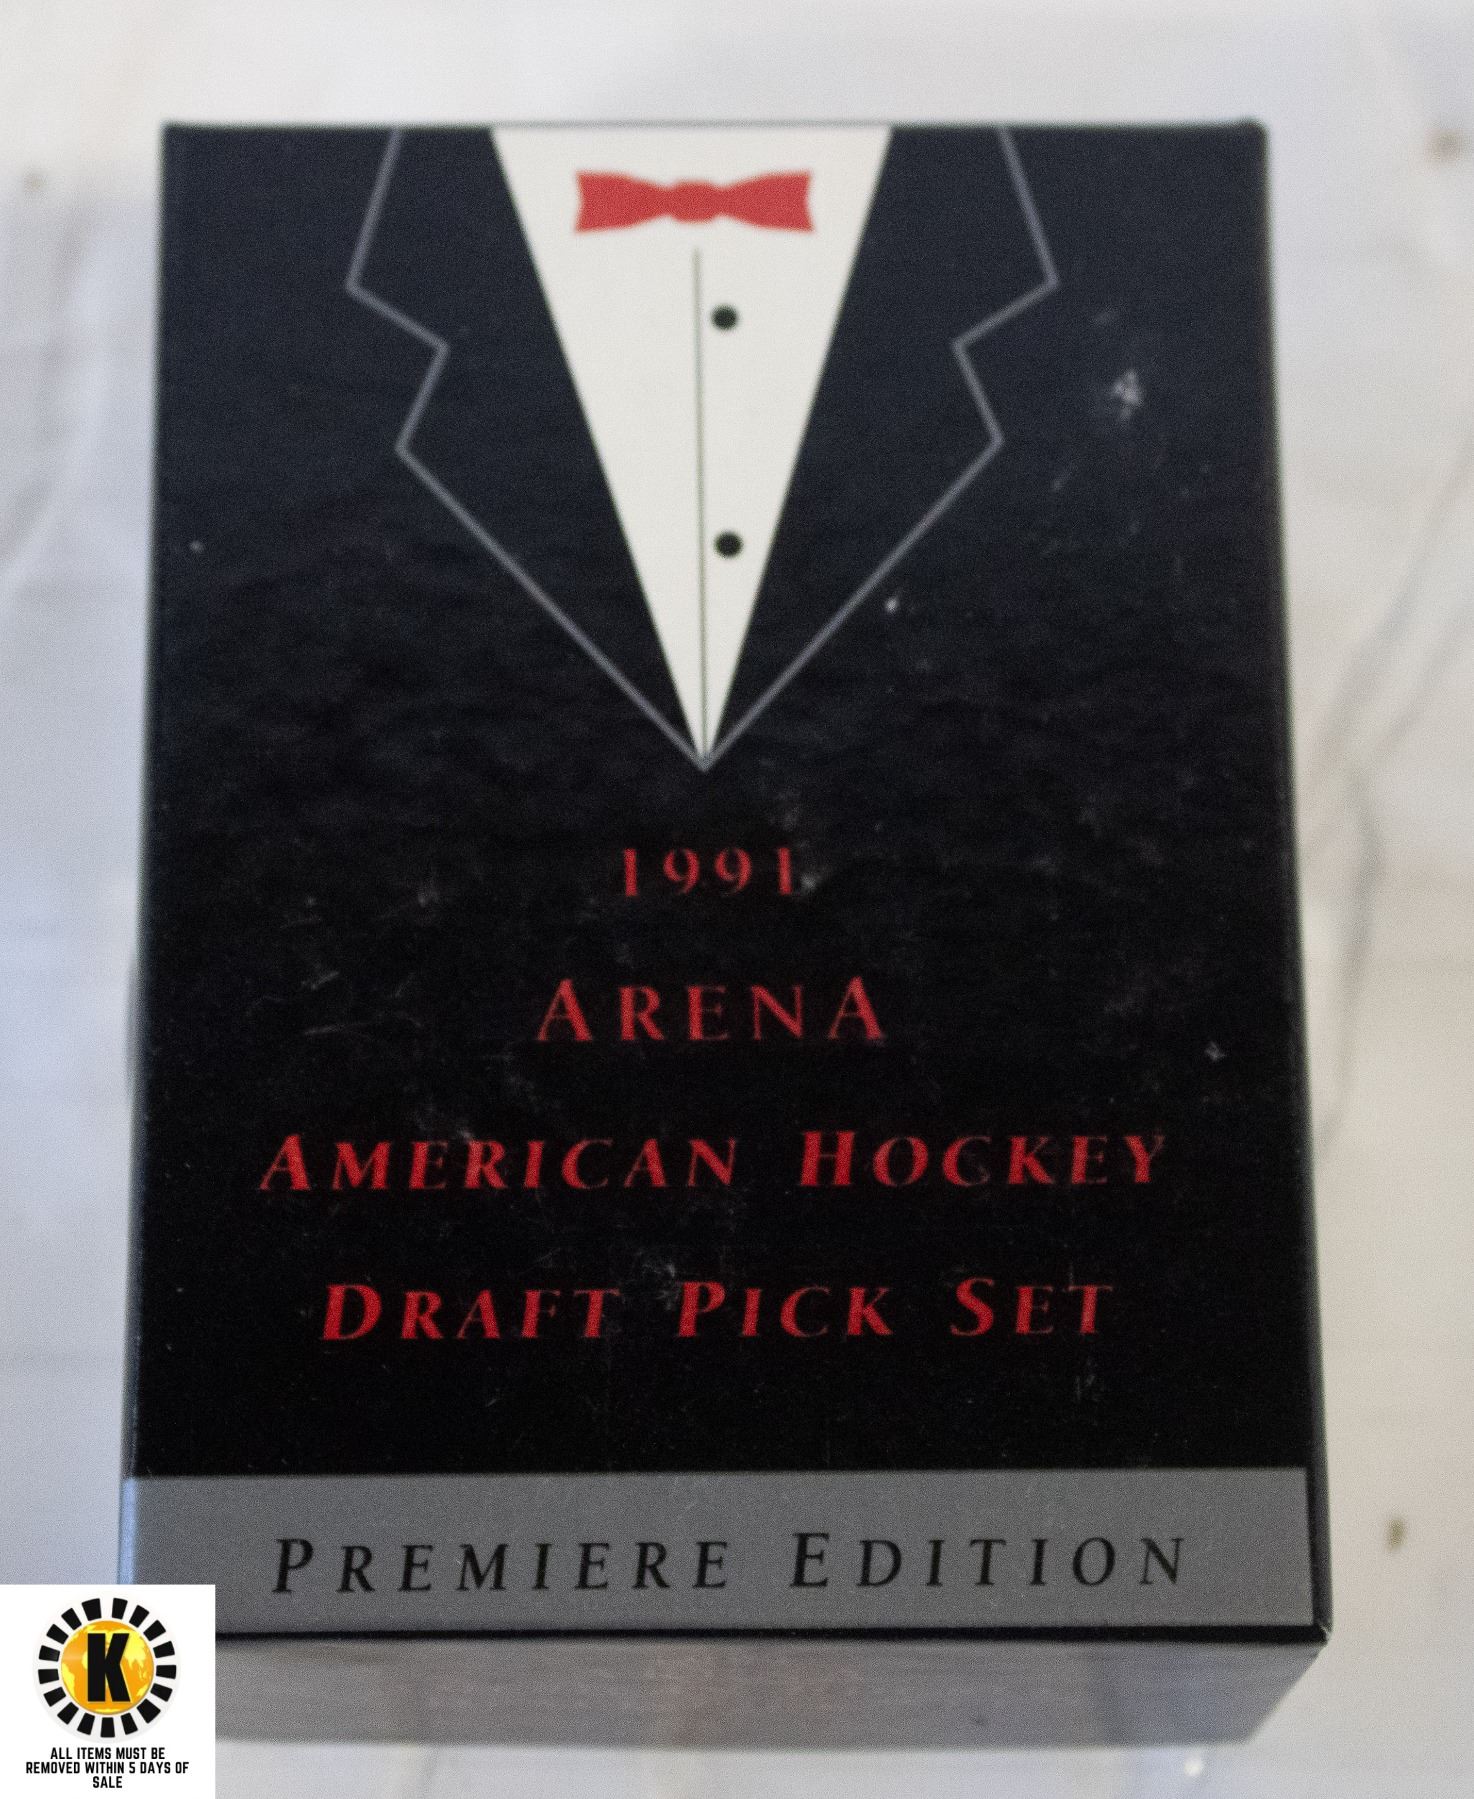 1991
ARENA
AMERICAN HOCKEY
DRAFT PICK SET
PREMIERE EDITION
K
ALL ITEMS MUST BE
REMOVED WITHIN 5 DAYS OF
SALE